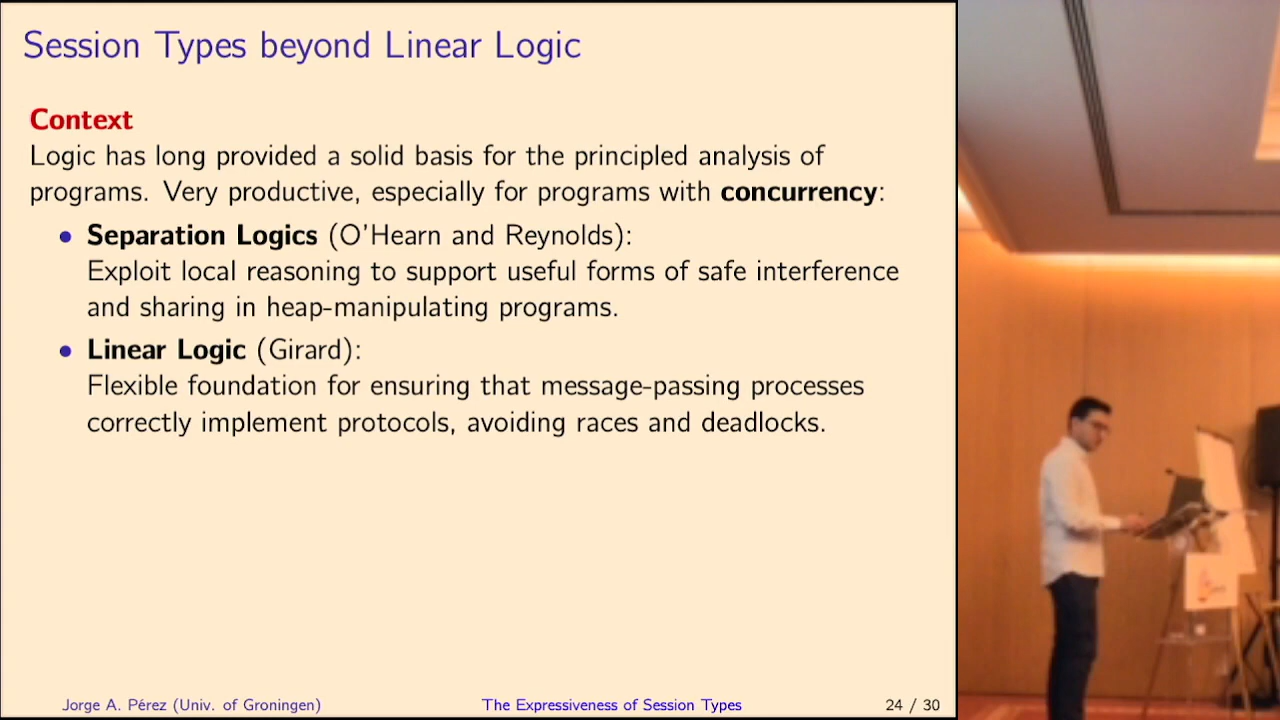 Session Types beyond Linear Logic
Context
Logic has long provided a solid basis for the principled analysis of
programs. Very productive, especially for programs with concurrency:
• Separation Logics (O'Hearn and Reynolds):
Exploit local reasoning to support useful forms of safe interference
and sharing in heap-manipulating programs.
• Linear Logic (Girard):
Flexible foundation for ensuring that message-passing processes
correctly implement protocols, avoiding races and deadlocks.
Jorge A. Pérez (Univ. of Groningen) The Expressiveness of Session Types 24 / 30